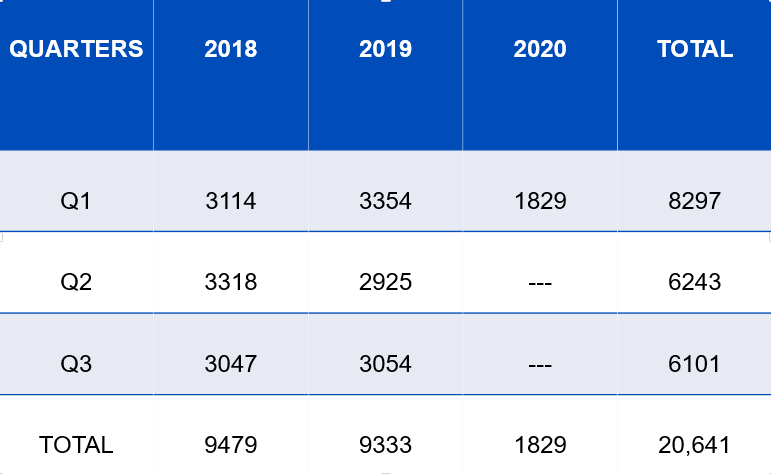 QUARTERS 2018 2019 2020 TOTAL
Q1 3114 3354 1829 8297
Q2 3318 2925 --- 6243
Q3 3047 3054 --- 6101
TOTAL 9479 9333 1829 20,641